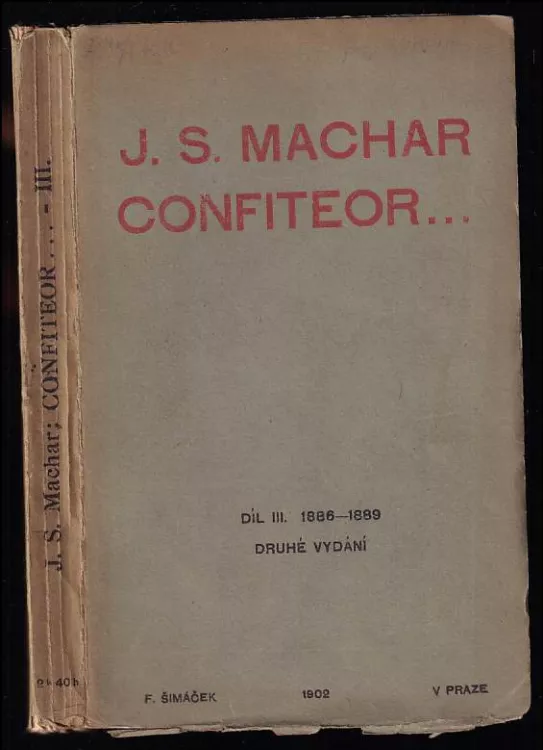 J. S. MACHAR
CONFITEOR...
DÍL III. 1886—1889
DRUHÉ VYDÁNÍ
F. ŠIMÁČEK 1902 V PRAZE
J. S. Machar: CONFITEOR... - III.